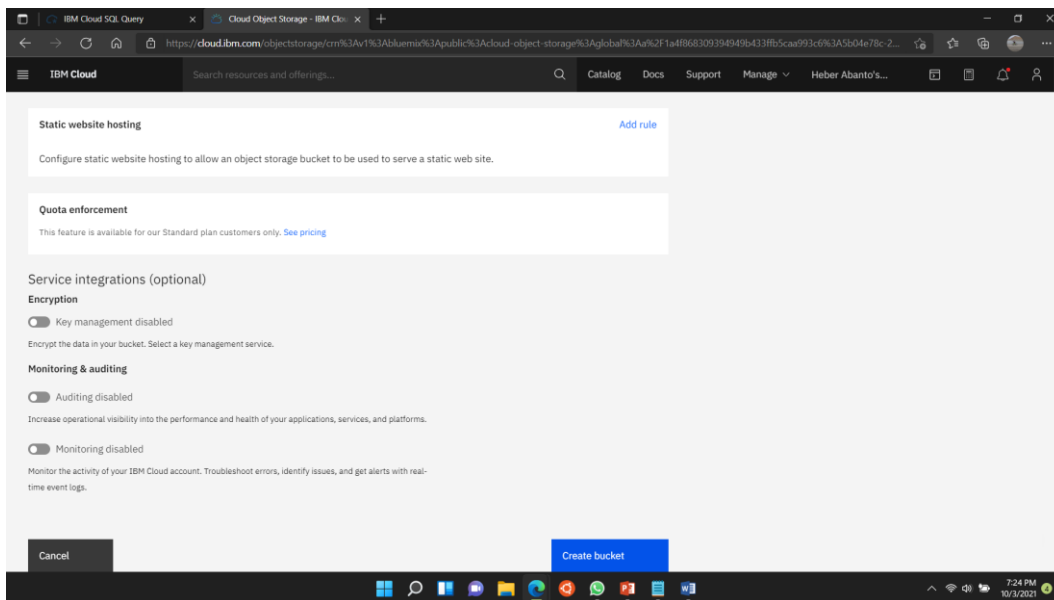 IBM Cloud SQL Query
Cloud Object Storage - IBM Clou
https://cloud.ibm.com/objectstorage/crn%3Av1%3Abluemix%3Apublic%3Acloud-object-storage%3Aglobal%3Aa%2F1a4f868309394949b433ffb5caa993c6%3A5b04e78c-2...
IBM Cloud
Search resources and offerings...
Catalog
Docs
Support
Manage
Heber Abanto's...
Static website hosting
Add rule
Configure static website hosting to allow an object storage bucket to be used to serve a static web site.
Quota enforcement
This feature is available for our Standard plan customers only. See pricing
Service integrations (optional)
Encryption
Key management disabled
Encrypt the data in your bucket. Select a key management service.
Monitoring & auditing
Auditing disabled
Increase operational visibility into the performance and health of your applications, services, and platforms.
Monitoring disabled
Monitor the activity of your IBM Cloud account. Troubleshoot errors, identify issues, and get alerts with real-
time event logs.
Cancel
Create bucket
7:24 PM
10/3/2021
4